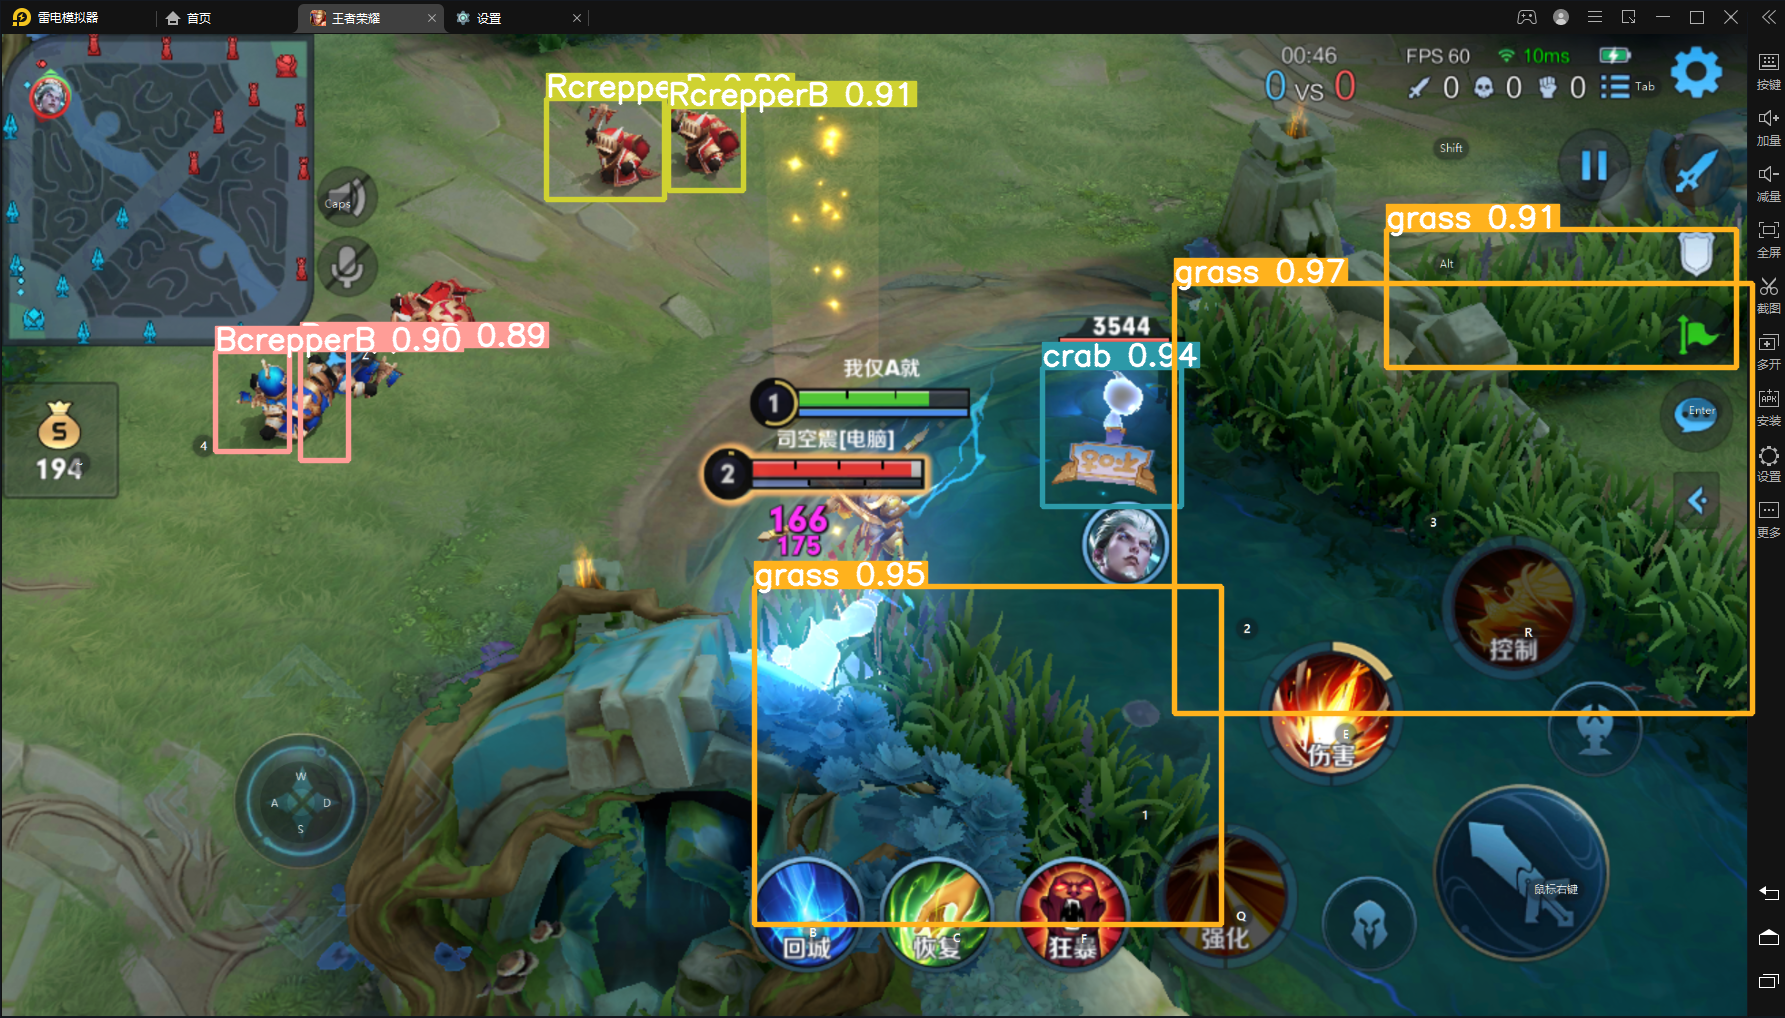 雷电模拟器
首页
王者荣耀
设置
00:46
FPS 60
10ms
0 VS 0
0
0
0
Tab
Shift
Caps
Alt
Enter
RcrepperB 0.91
grass 0.91
grass 0.97
BcrepperB 0.90
0.89
3544
crab 0.94
我仅A就
1
司空震[电脑]
2
166
175
grass 0.95
194
4
3
2
1
W
A
D
S
R
控制
E
伤害
Q
强化
B
回城
C
恢复
F
狂暴
鼠标右键
按键
加量
减量
全屏
截图
多开
APK
安装
设置
更多